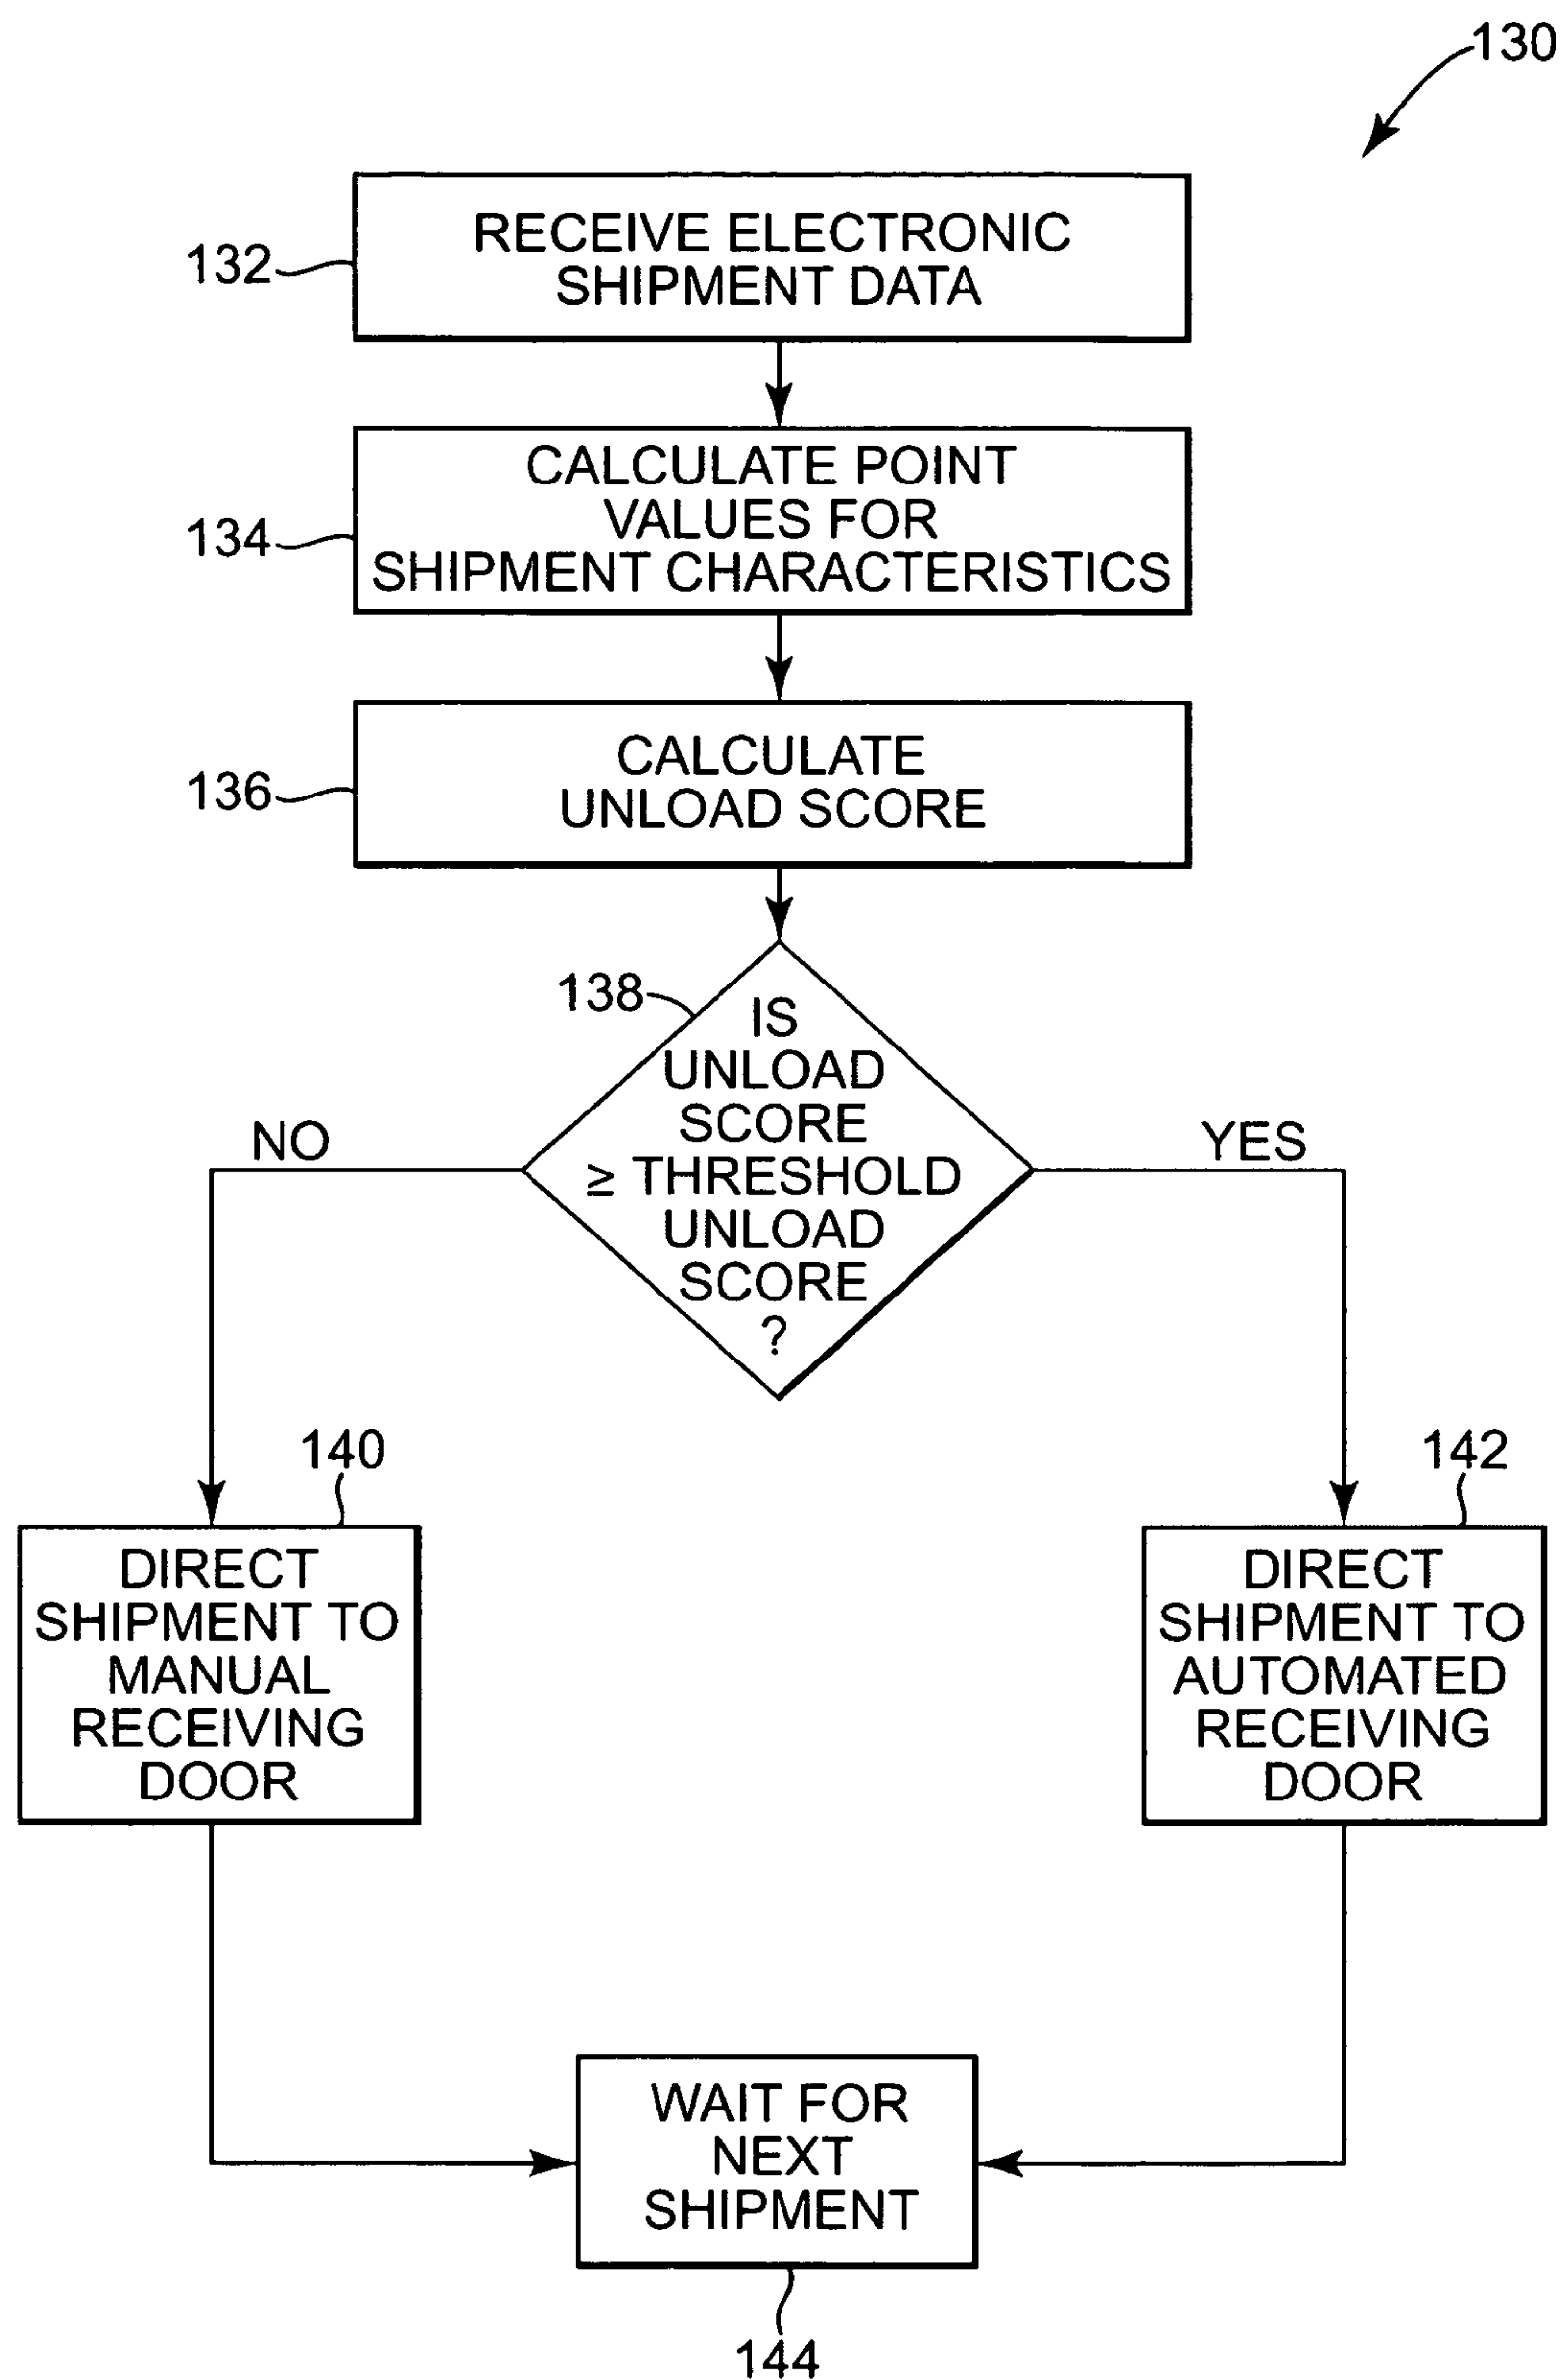 130
132
RECEIVE ELECTRONIC
SHIPMENT DATA
134
CALCULATE POINT
VALUES FOR
SHIPMENT CHARACTERISTICS
136
CALCULATE
UNLOAD SCORE
138
IS
UNLOAD
SCORE
≥ THRESHOLD
UNLOAD
SCORE
?
NO
YES
140
DIRECT
SHIPMENT TO
MANUAL
RECEIVING
DOOR
142
DIRECT
SHIPMENT TO
AUTOMATED
RECEIVING
DOOR
WAIT FOR
NEXT
SHIPMENT
144